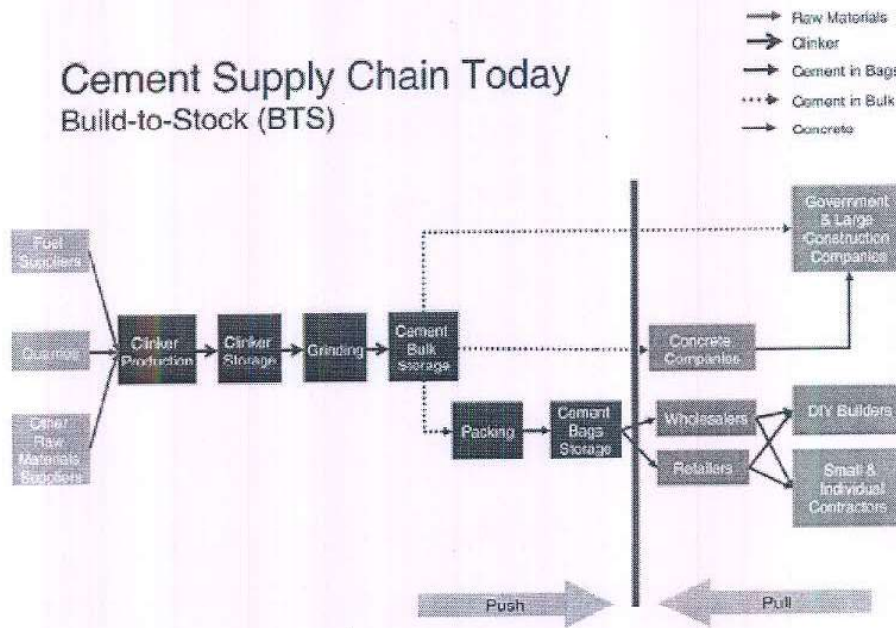 Raw Materials
Clinker
Cement in Bags
Cement in Bulk
Concrete
Cement Supply Chain Today
Build-to-Stock (BTS)
Government
& Large
Construction
Companies
Fuel
Suppliers
Quarries
Other
Raw
Materials
Suppliers
Clinker
Production
Clinker
Storage
Grinding
Cement
Bulk
Storage
Concrete
Companies
Packing
Cement
Bags
Storage
Wholesalers
Retailers
DIY Builders
Small &
Individual
Contractors
Push
Pull